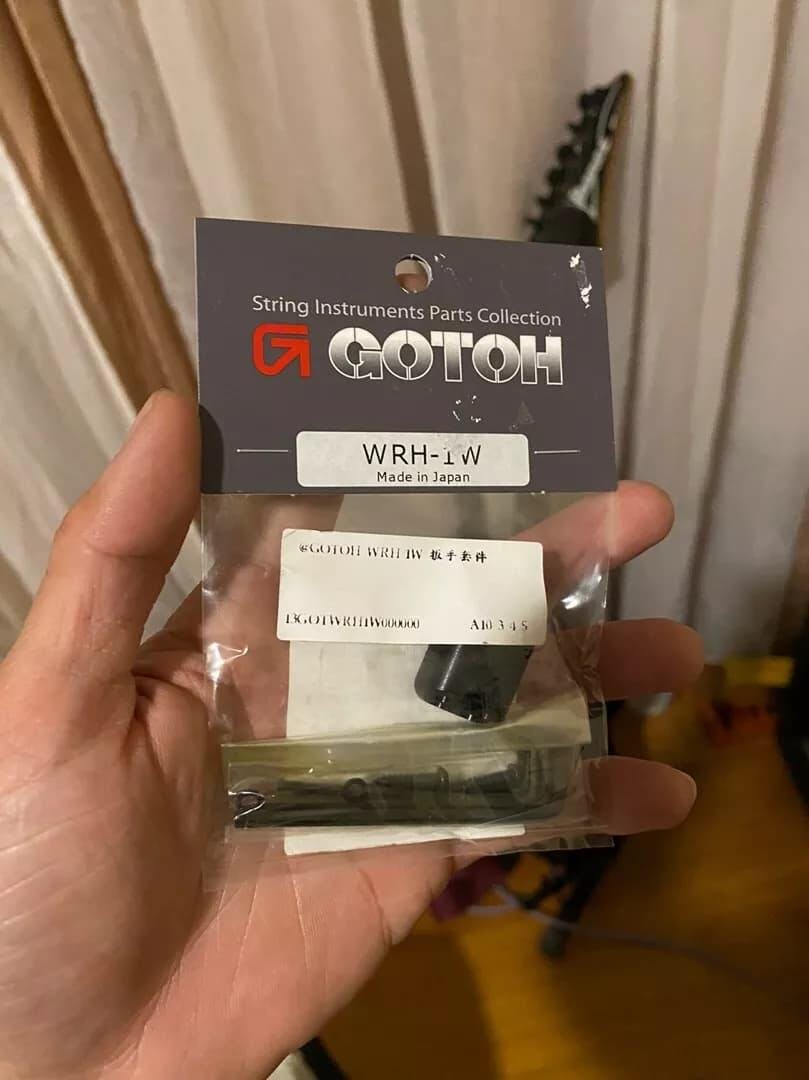 String Instruments Parts Collection
GOTOH
WRH-1W
Made in Japan
@GOTOH WRH 1W 扳手套件
13GOTWRH1W000000 A10 3 4 5